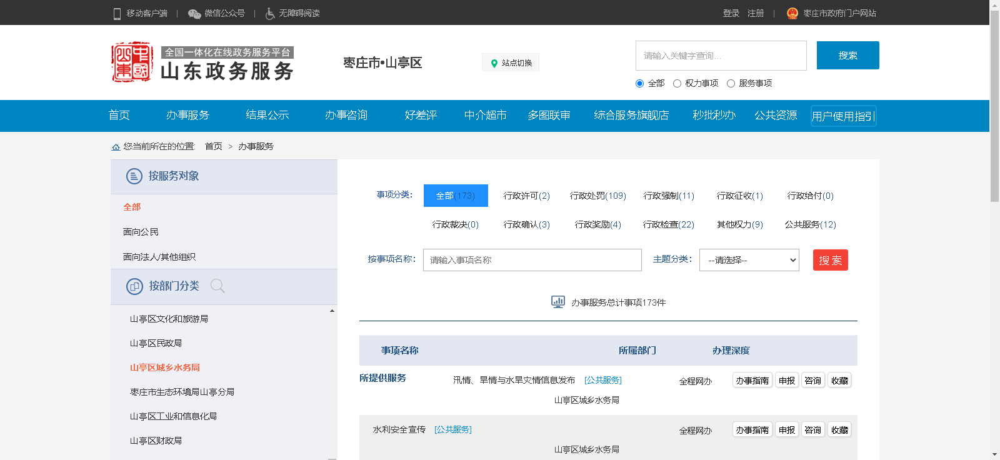 移动客户端 | 微信公众号 | 无障碍阅读 登录 注册 | 枣庄市政府门户网站
中國山東
全国一体化在线政务服务平台
山东政务服务
枣庄市•山亭区
站点切换
请输入关键字查询...
搜索
全部 权力事项 服务事项
首页 办事服务 结果公示 办事咨询 好差评 中介超市 多图联审 综合服务旗舰店 秒批秒办 公共资源 用户使用指引
您当前所在的位置: 首页 > 办事服务
按服务对象
全部
面向公民
面向法人/其他组织
按部门分类
山亭区文化和旅游局
山亭区民政局
山亭区城乡水务局
枣庄市生态环境局山亭分局
山亭区工业和信息化局
山亭区财政局
事项分类: 全部(173) 行政许可(2) 行政处罚(109) 行政强制(11) 行政征收(1) 行政给付(0)
行政裁决(0) 行政确认(3) 行政奖励(4) 行政检查(22) 其他权力(9) 公共服务(12)
按事项名称: 请输入事项名称 主题分类: --请选择-- 搜 索
办事服务总计事项173件
事项名称 所属部门 办理深度
所提供服务 汛情、旱情与水旱灾情信息发布 [公共服务] 全程网办 办事指南 申报 咨询 收藏
山亭区城乡水务局
水利安全宣传 [公共服务] 全程网办 办事指南 申报 咨询 收藏
山亭区城乡水务局